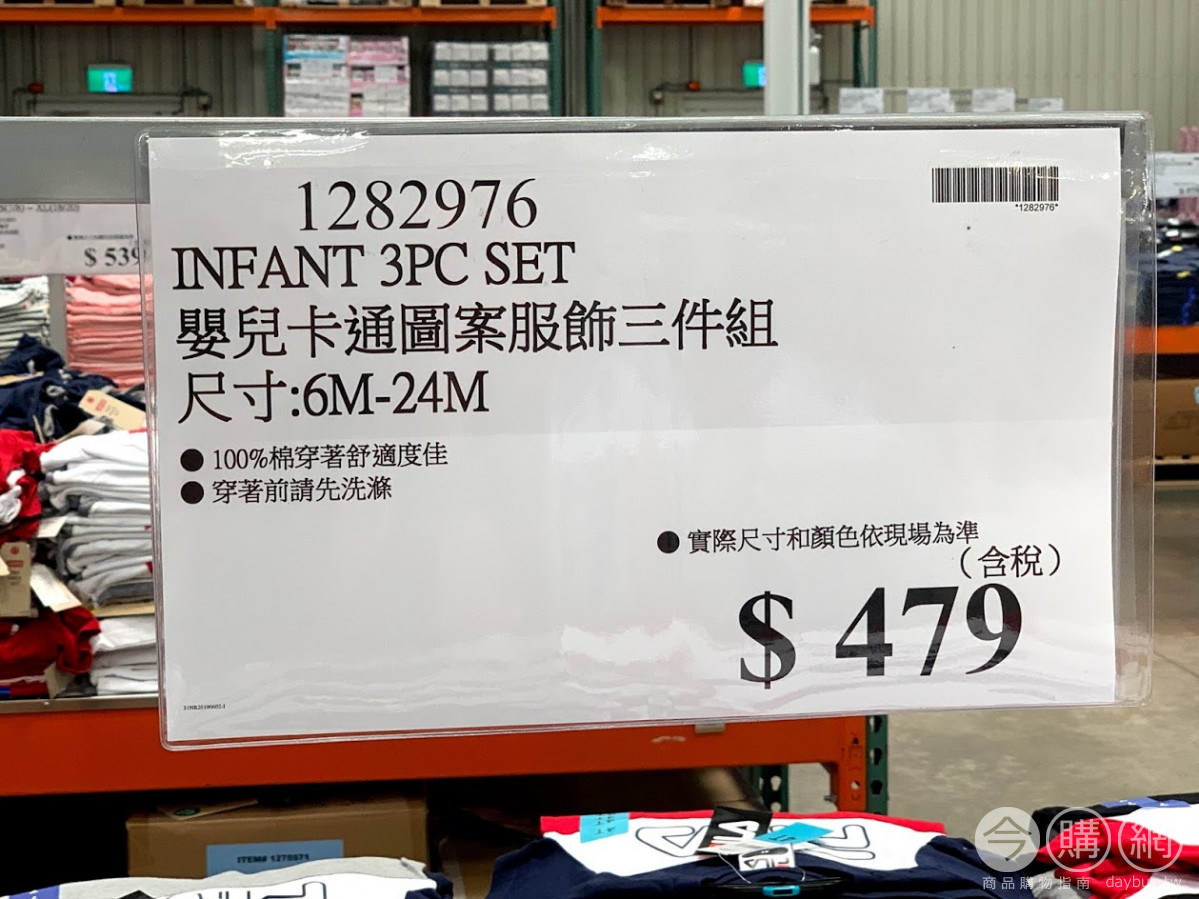 1282976
*1282976*
INFANT 3PC SET
嬰兒卡通圖案服飾三件組
尺寸:6M-24M
● 100%棉穿著舒適度佳
● 穿著前請先洗滌
● 實際尺寸和顏色依現場為準
(含稅)
$ 479
$ 539
ITEM# 1278971
FILA
今購網
商品購物指南